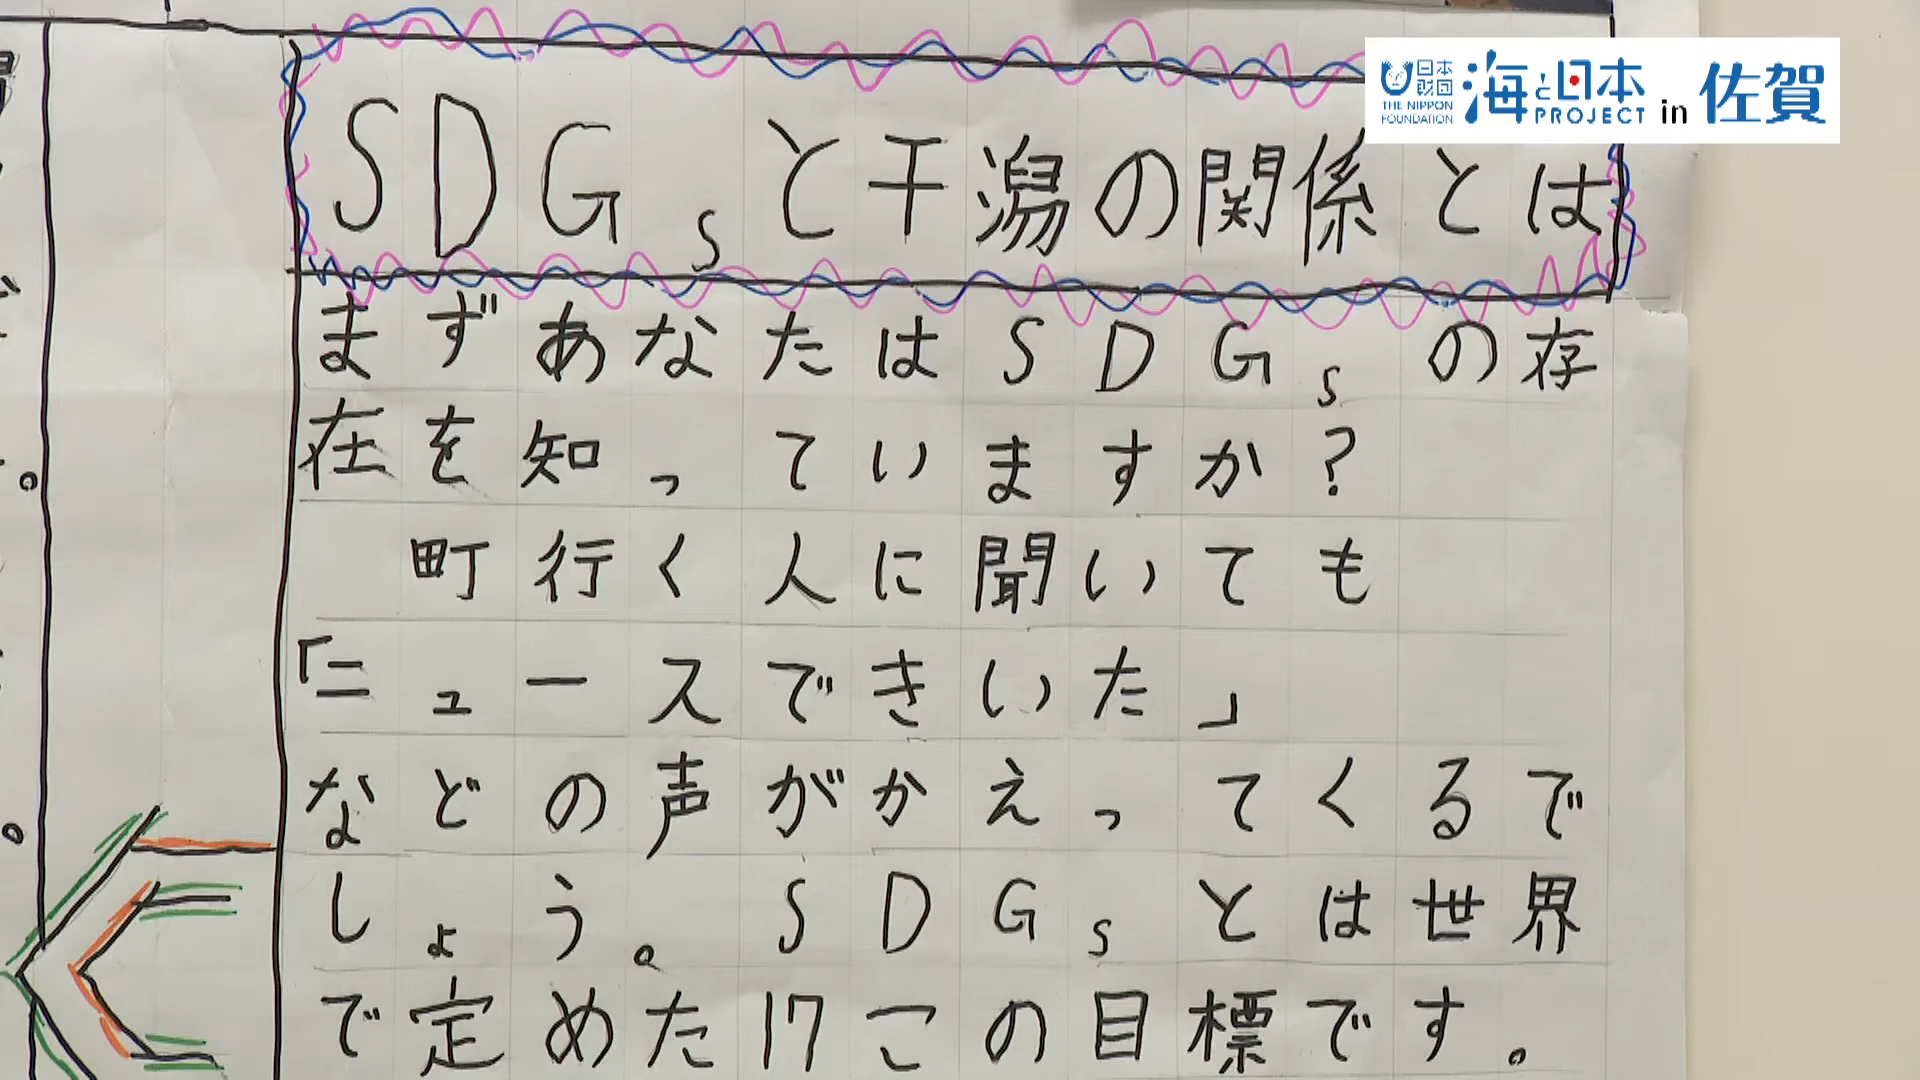 日本財団
THE NIPPON FOUNDATION
海と日本 PROJECT in 佐賀
SDGsと干潟の関係とは
まずあなたはSDGsの存
在を知っていますか?
町行く人に聞いても
「ニュースできいた」
などの声がかえってくるで
しょう。SDGsとは世界
で定めた17この目標です。